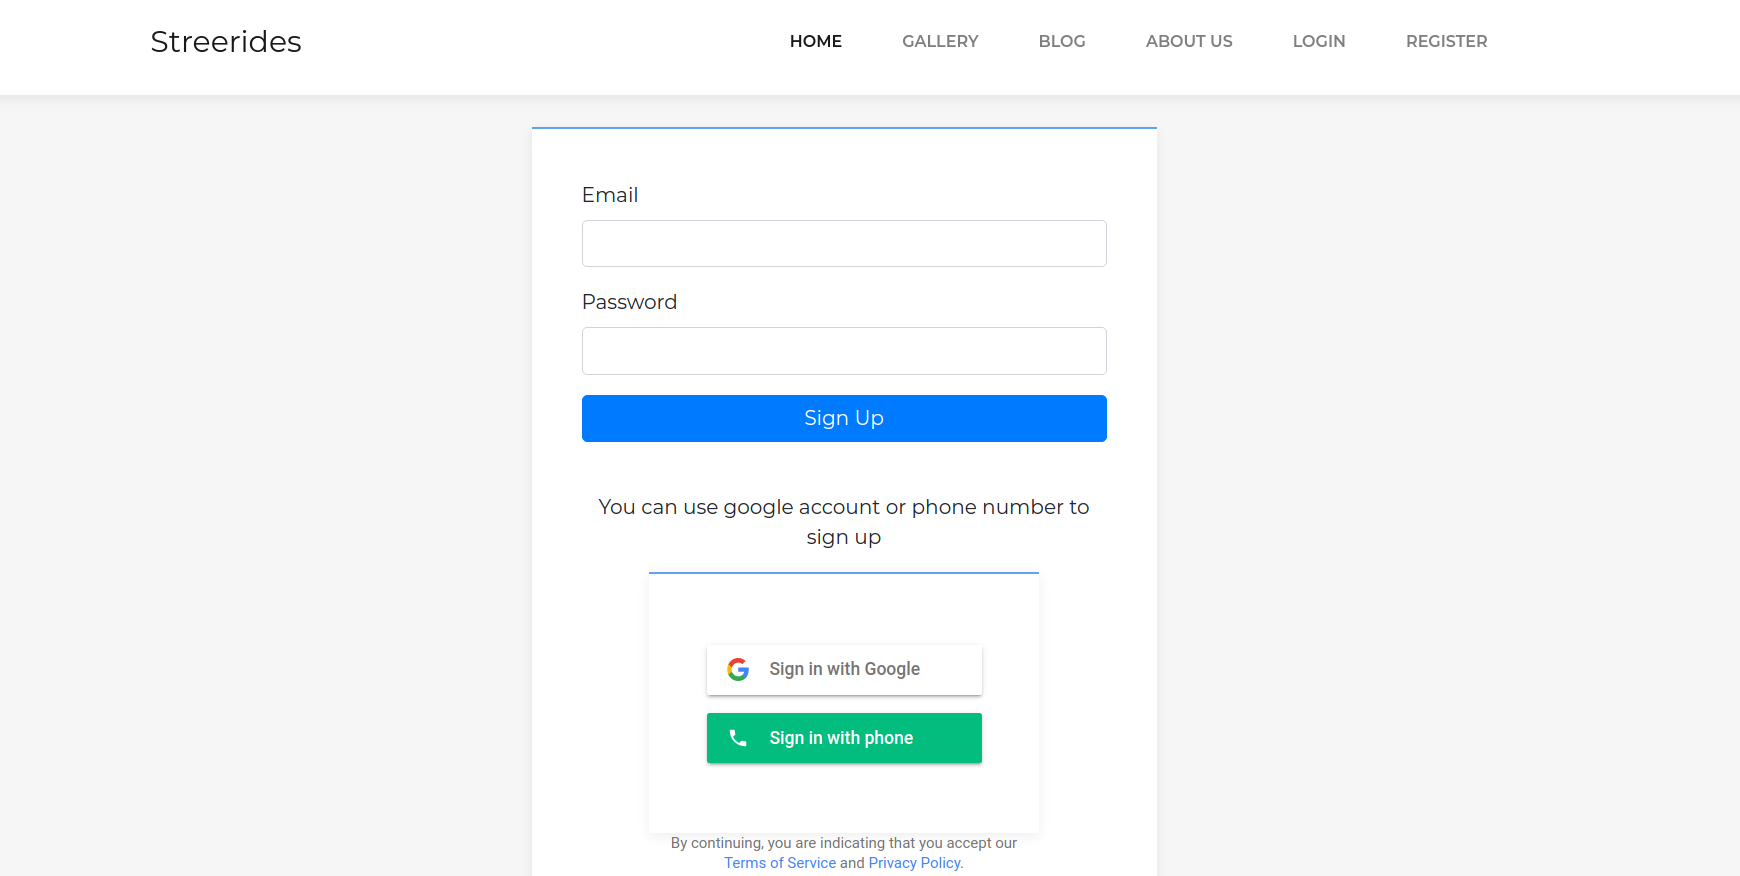 Streerides
HOME GALLERY BLOG ABOUT US LOGIN REGISTER
Email
Password
Sign Up
You can use google account or phone number to
sign up
Sign in with Google
Sign in with phone
By continuing, you are indicating that you accept our
Terms of Service and Privacy Policy.